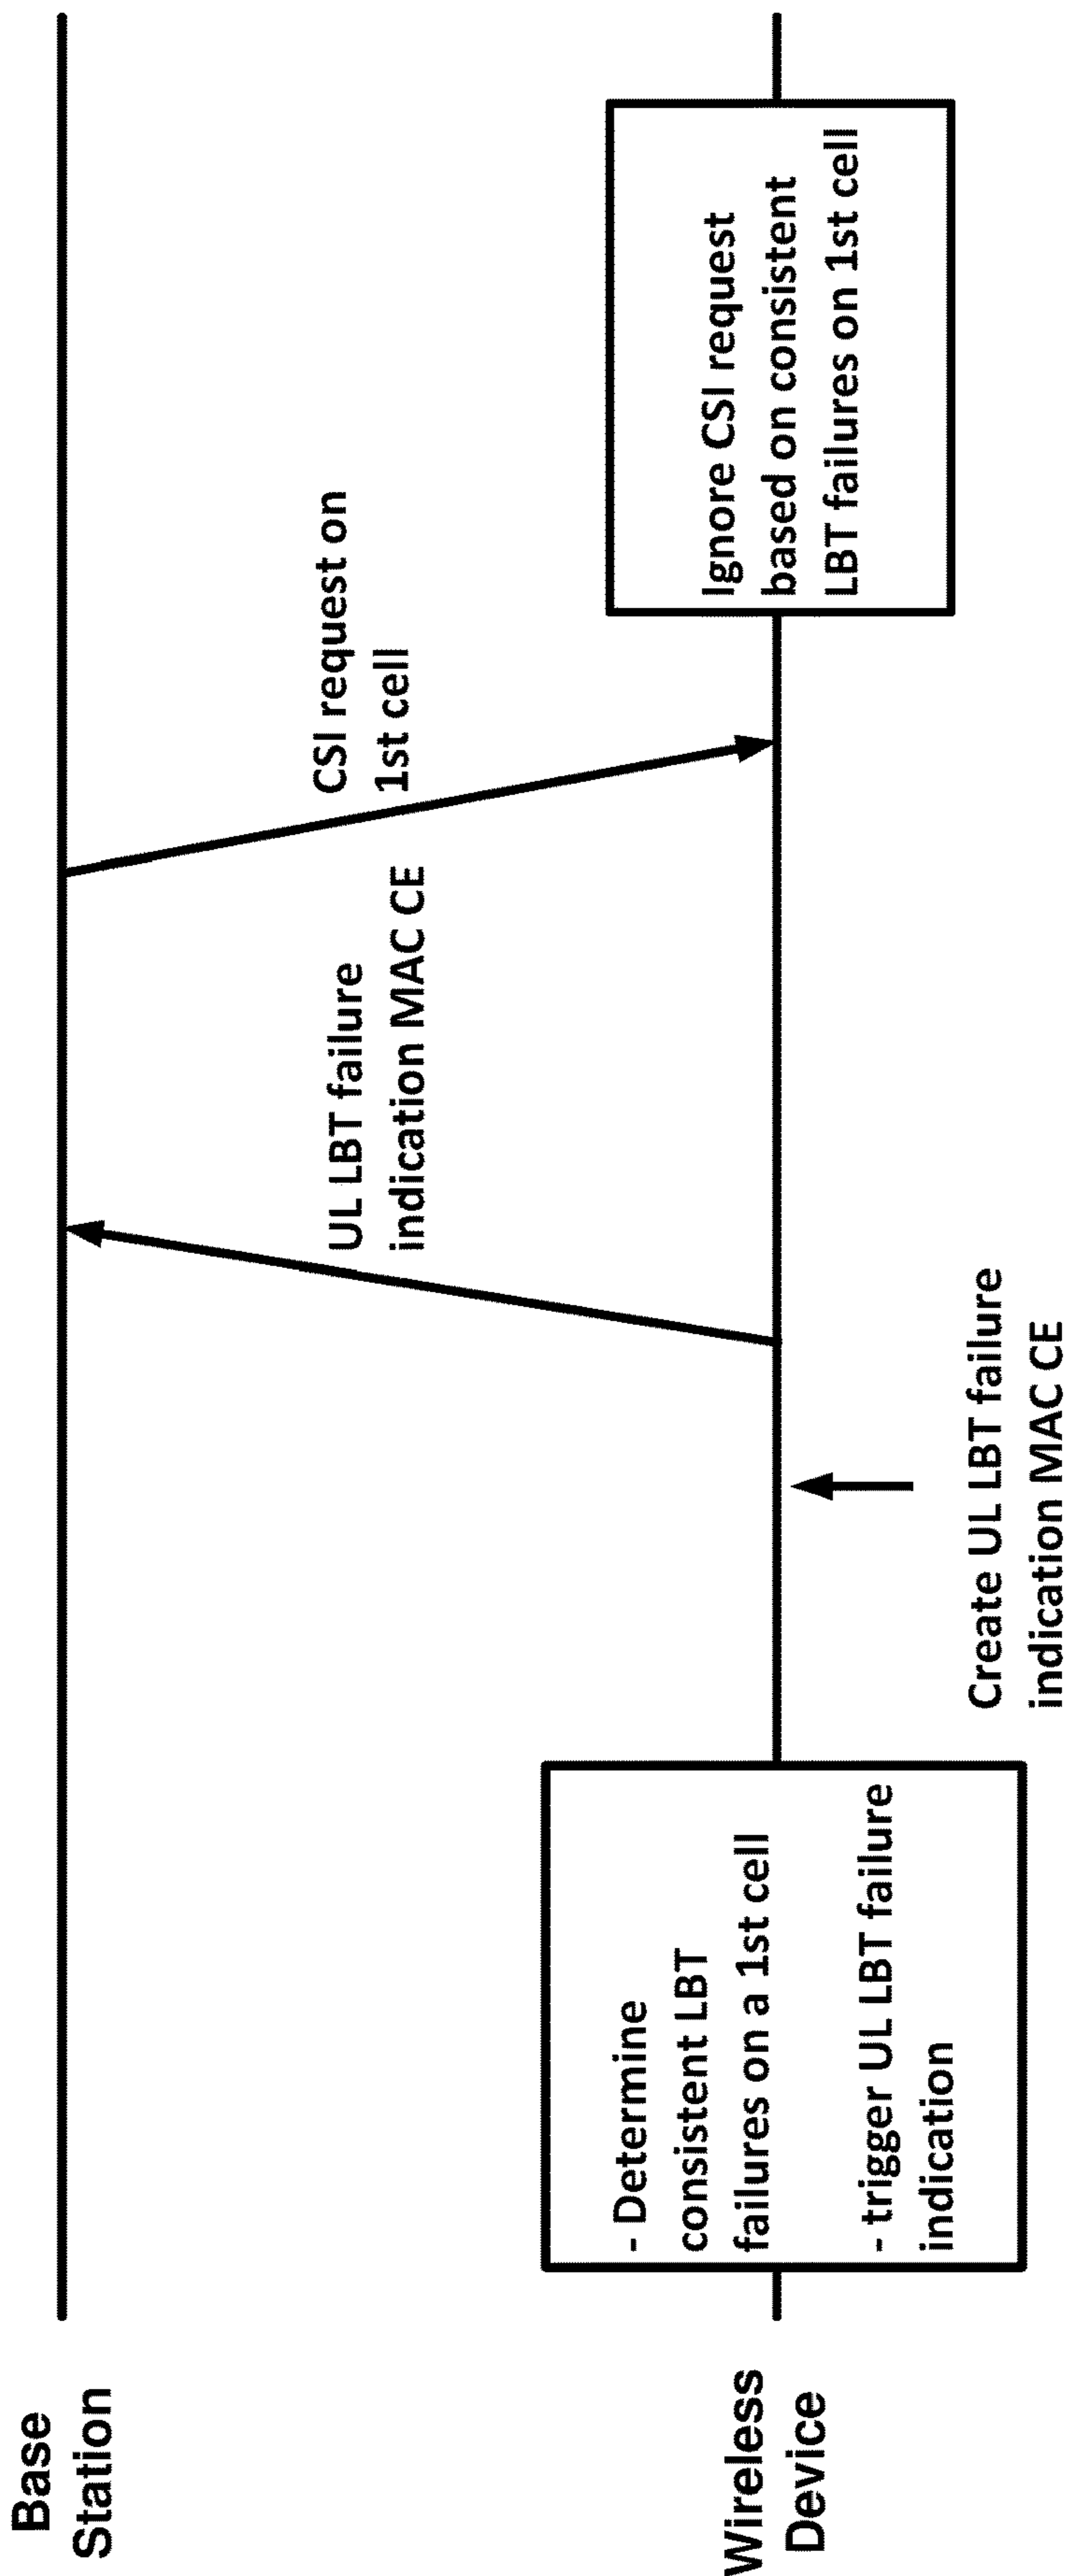 Base
Station
UL LBT failure
indication MAC CE
CSI request on
1st cell
Wireless
Device
- Determine
consistent LBT
failures on a 1st cell
- trigger UL LBT failure
indication
Create UL LBT failure
indication MAC CE
Ignore CSI request
based on consistent
LBT failures on 1st cell